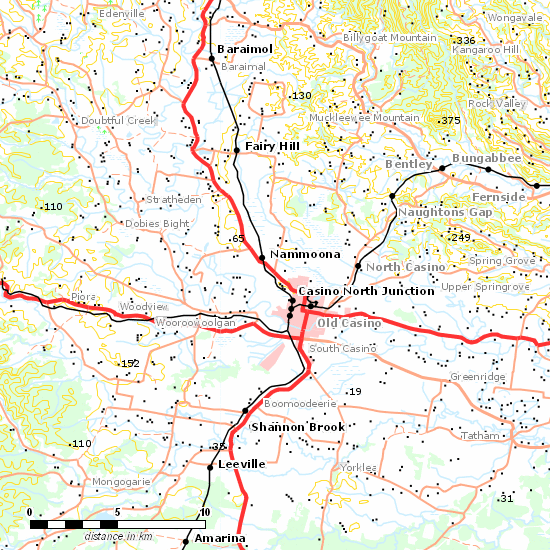 Edenville
Wongavale
Billygoat Mountain
.336
Kangaroo Hill
Baraimol
Baraimal
.130
Rock Valley
Muckleewee Mountain
.375
Doubtful Creek
Fairy Hill
Bentley
Bungabbee
Fernside
Stratheden
.110
Naughtons Gap
Dobies Bight
65
.249
Nammoona
Spring Grove
North Casino
Casino North Junction
Upper Springrove
Piora
Woodview
Wooroowoolgan
Old Casino
South Casino
.152
Greenridge
.19
Boomoodeerie
Shannon Brook
Tatham
.110
.35
Leeville
Yorklea
Mongogarie
.31
0 5 10
distance in km
Amarina